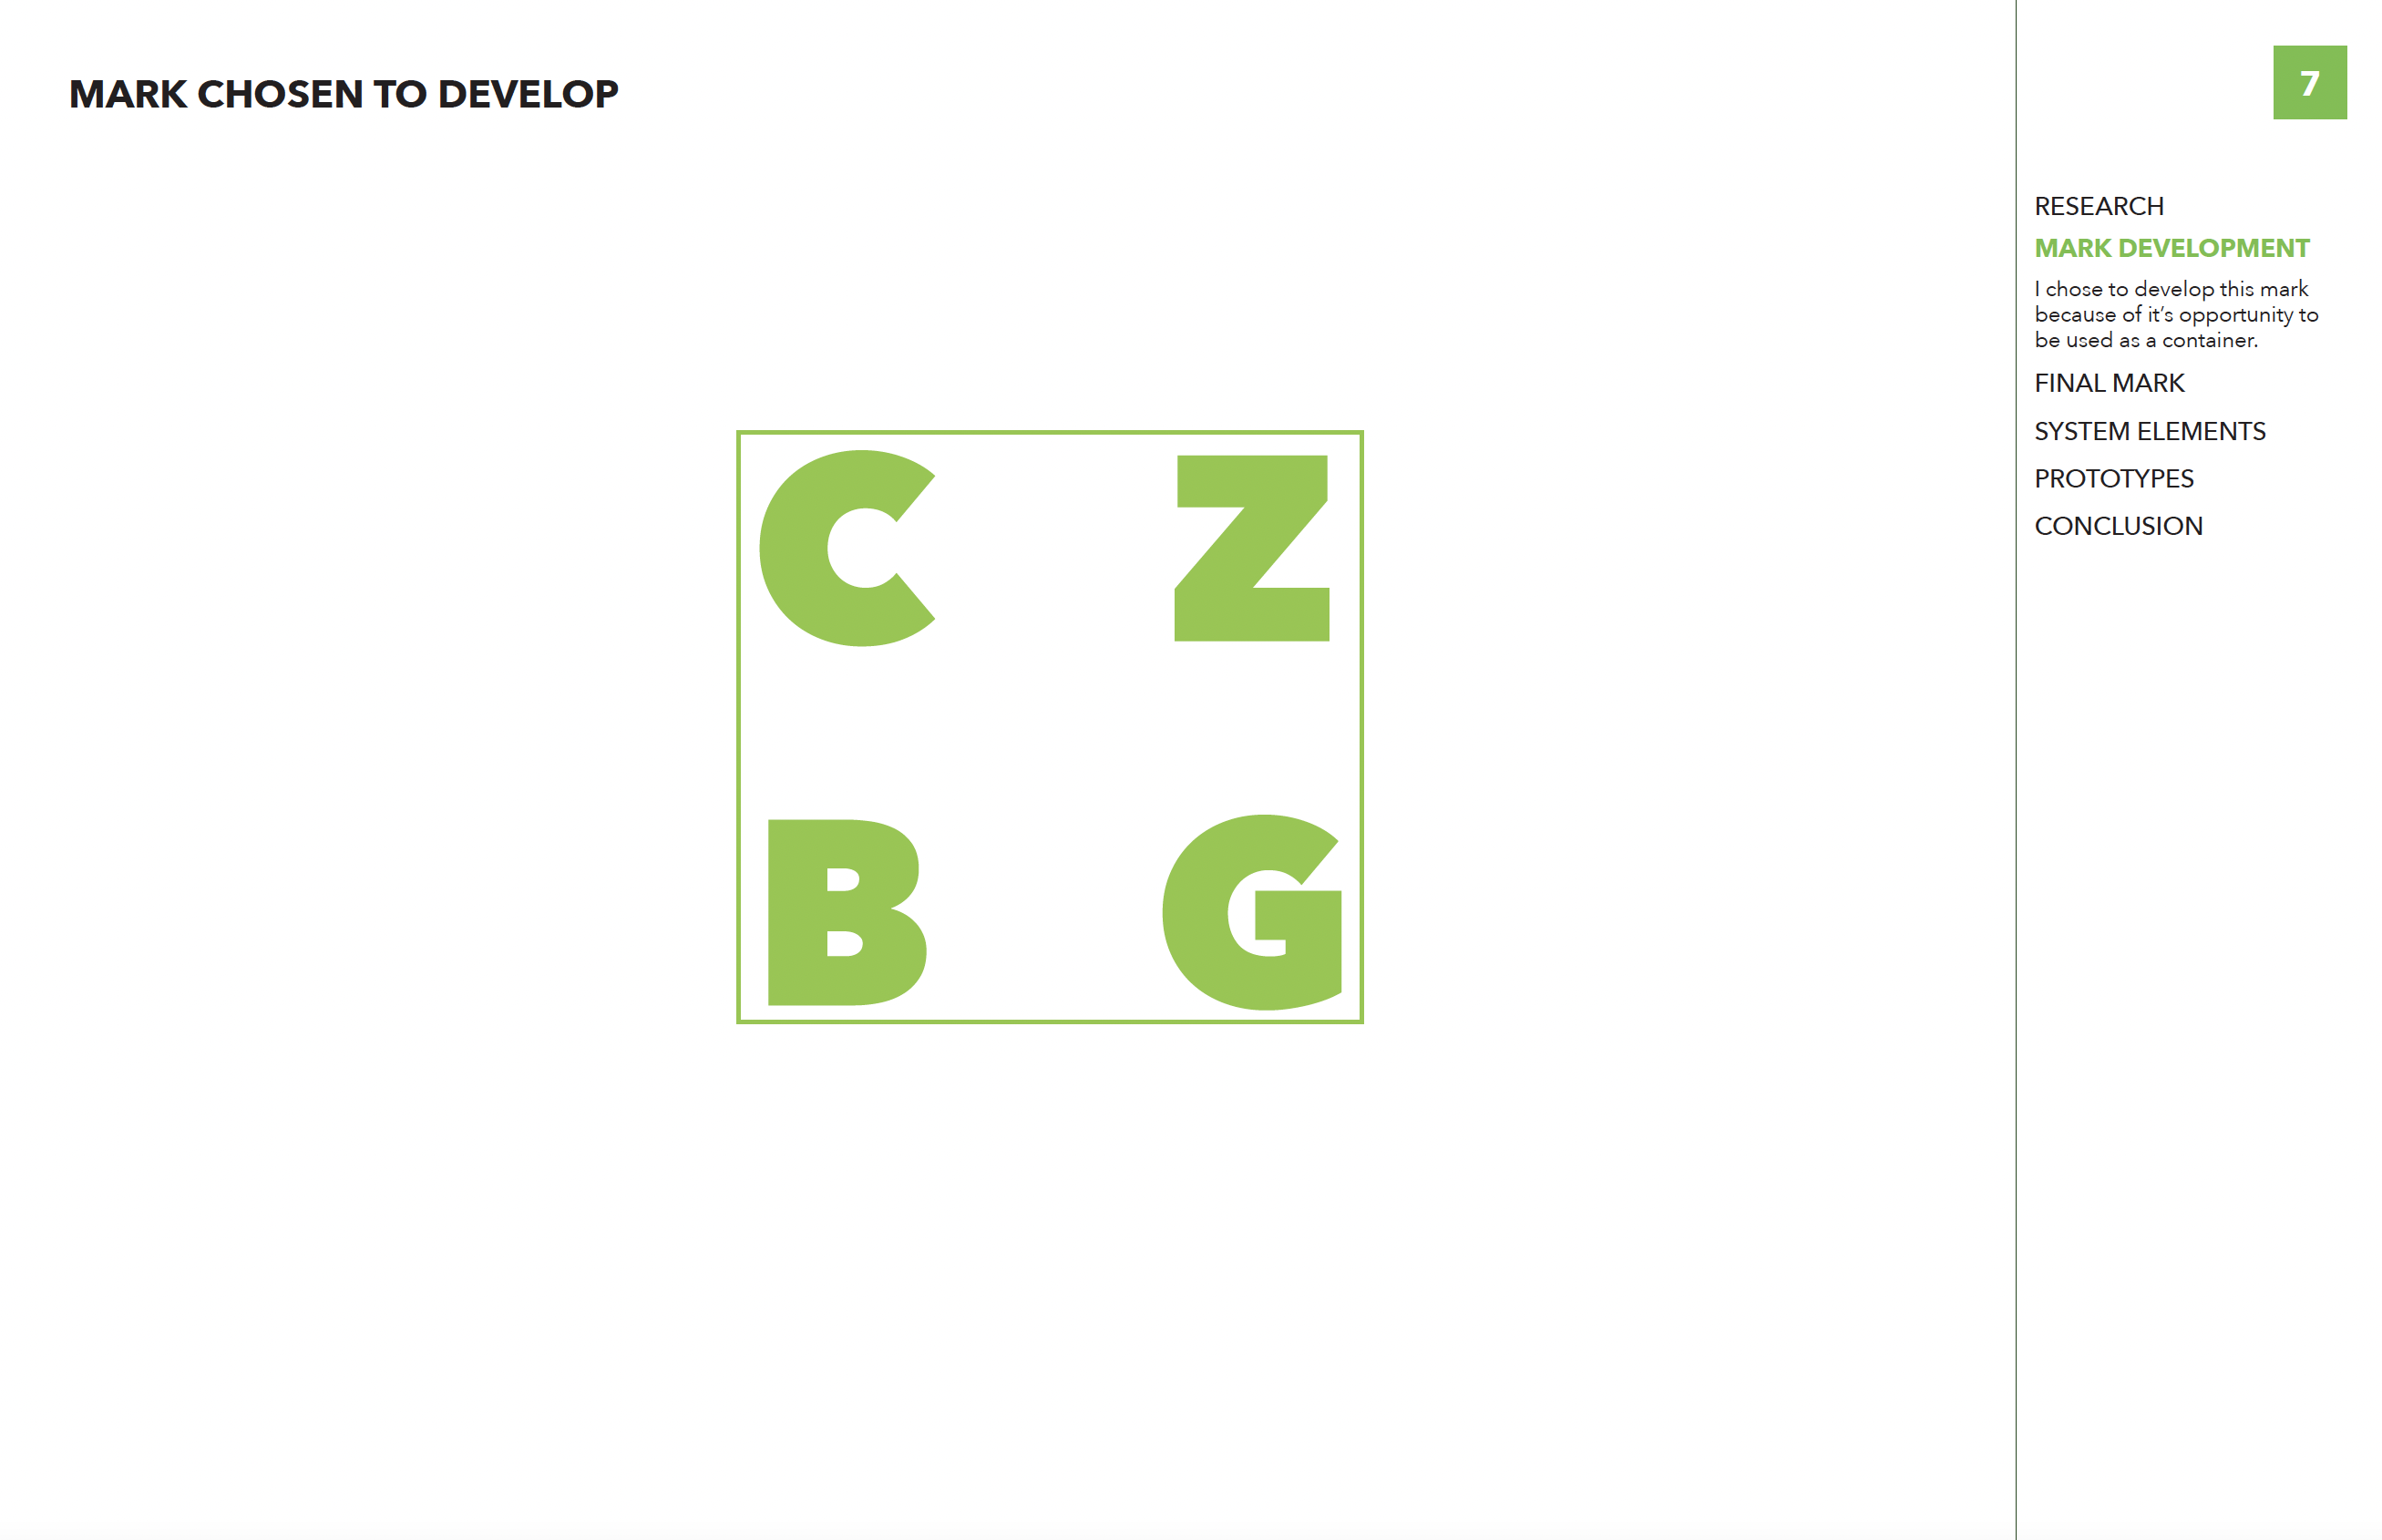 MARK CHOSEN TO DEVELOP
7
C Z
B G
RESEARCH
MARK DEVELOPMENT
I chose to develop this mark
because of it’s opportunity to
be used as a container.
FINAL MARK
SYSTEM ELEMENTS
PROTOTYPES
CONCLUSION